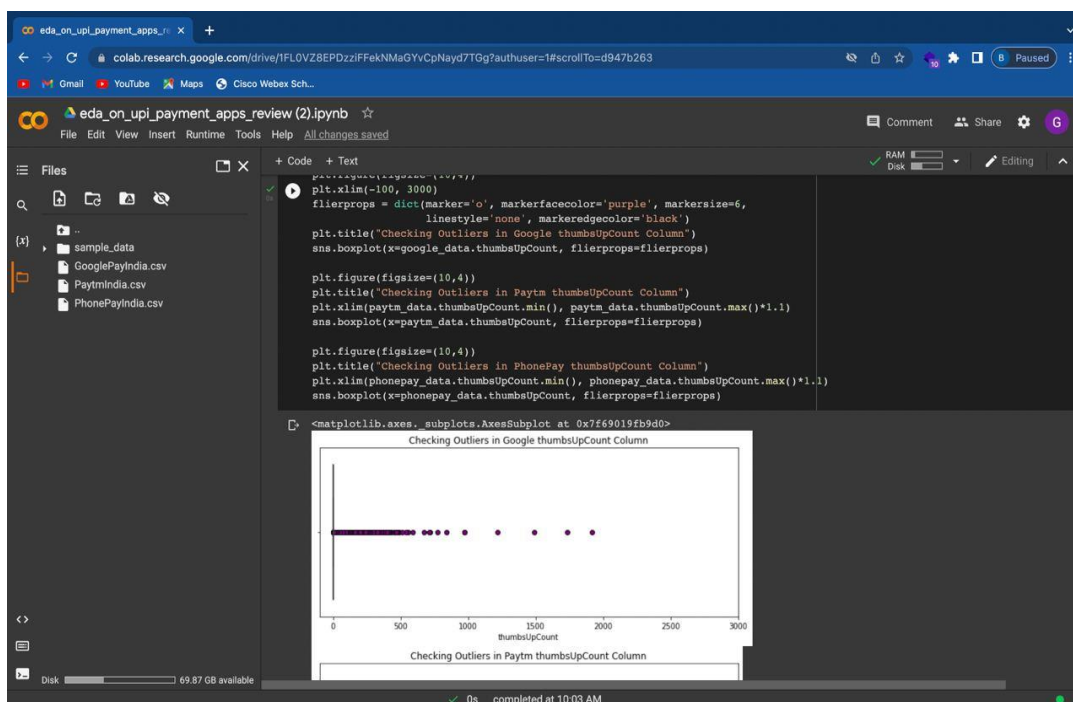 eda_on_upi_payment_apps_r
colab.research.google.com/drive/1FL0VZ8EPDzziFFekNMaGYvCpNayd7TGg?authuser=1#scrollTo=d947b263
10
B Paused
Gmail YouTube Maps Cisco Webex Sch...
eda_on_upi_payment_apps_review (2).ipynb
File Edit View Insert Runtime Tools Help All changes saved
Comment Share G
Files
+ Code + Text
RAM
Disk
Editing
{x}
..
sample_data
GooglePayIndia.csv
PaytmIndia.csv
PhonePayIndia.csv
plt.figure(figsize=(10,4))
plt.xlim(-100, 3000)
flierprops = dict(marker='o', markerfacecolor='purple', markersize=6,
linestyle='none', markeredgecolor='black')
plt.title("Checking Outliers in Google thumbsUpCount Column")
sns.boxplot(x=google_data.thumbsUpCount, flierprops=flierprops)
plt.figure(figsize=(10,4))
plt.title("Checking Outliers in Paytm thumbsUpCount Column")
plt.xlim(paytm_data.thumbsUpCount.min(), paytm_data.thumbsUpCount.max()*1.1)
sns.boxplot(x=paytm_data.thumbsUpCount, flierprops=flierprops)
plt.figure(figsize=(10,4))
plt.title("Checking Outliers in PhonePay thumbsUpCount Column")
plt.xlim(phonepay_data.thumbsUpCount.min(), phonepay_data.thumbsUpCount.max()*1.1)
sns.boxplot(x=phonepay_data.thumbsUpCount, flierprops=flierprops)
<matplotlib.axes._subplots.AxesSubplot at 0x7f69019fb9d0>
Checking Outliers in Google thumbsUpCount Column
0 500 1000 1500 2000 2500 3000
thumbsUpCount
Checking Outliers in Paytm thumbsUpCount Column
Disk 69.87 GB available
0s completed at 10:03 AM